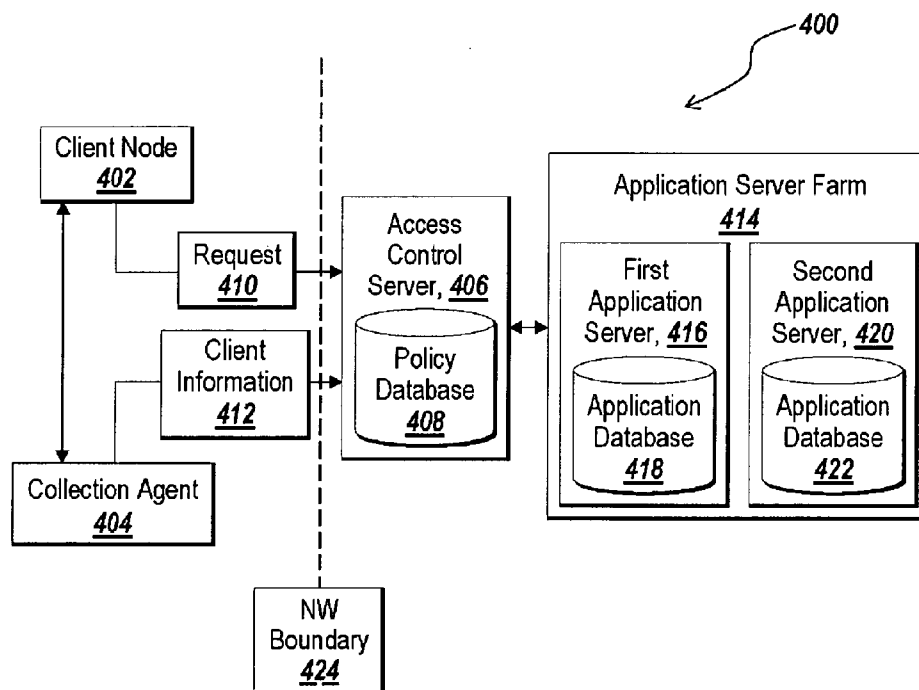 400
Client Node
402
Request
410
Client
Information
412
Collection Agent
404
NW
Boundary
424
Access
Control
Server, 406
Policy
Database
408
Application Server Farm
414
First
Application
Server, 416
Application
Database
418
Second
Application
Server, 420
Application
Database
422